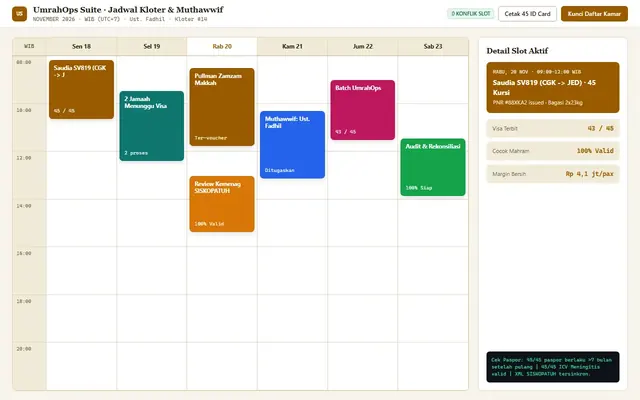 US
UmrahOps Suite · Jadwal Kloter & Muthawwif
NOVEMBER 2026 · WIB (UTC+7) · Ust. Fadhil · Kloter #14
0 KONFLIK SLOT
Cetak 45 ID Card
Kunci Daftar Kamar
WIB
Sen 18
Sel 19
Rab 20
Kam 21
Jum 22
Sab 23
08:00
10:00
12:00
14:00
16:00
18:00
20:00
Saudia SV819 (CGK
-> J
45 / 45
2 Jamaah
Menunggu Visa
2 proses
Pullman Zamzam
Makkah
Ter-voucher
Review Kemenag
SISKOPATUH
100% Valid
Muthawwif: Ust.
Fadhil
Ditugaskan
Batch UmrahOps
43 / 45
Audit & Rekonsiliasi
100% Siap
Detail Slot Aktif
RABU, 20 NOV · 09:00-13:00 WIB
Saudia SV819 (CGK -> JED) · 45
Kursi
PNR #88XKA2 issued · Bagasi 2x23kg
Visa Terbit
43 / 45
Cocok Mahram
100% Valid
Margin Bersih
Rp 4,1 jt/pax
Cek Paspor: 45/45 paspor berlaku >7 bulan
setelah pulang | 45/45 ICV Meningitis
valid | XML SISKOPATUH tersinkron.